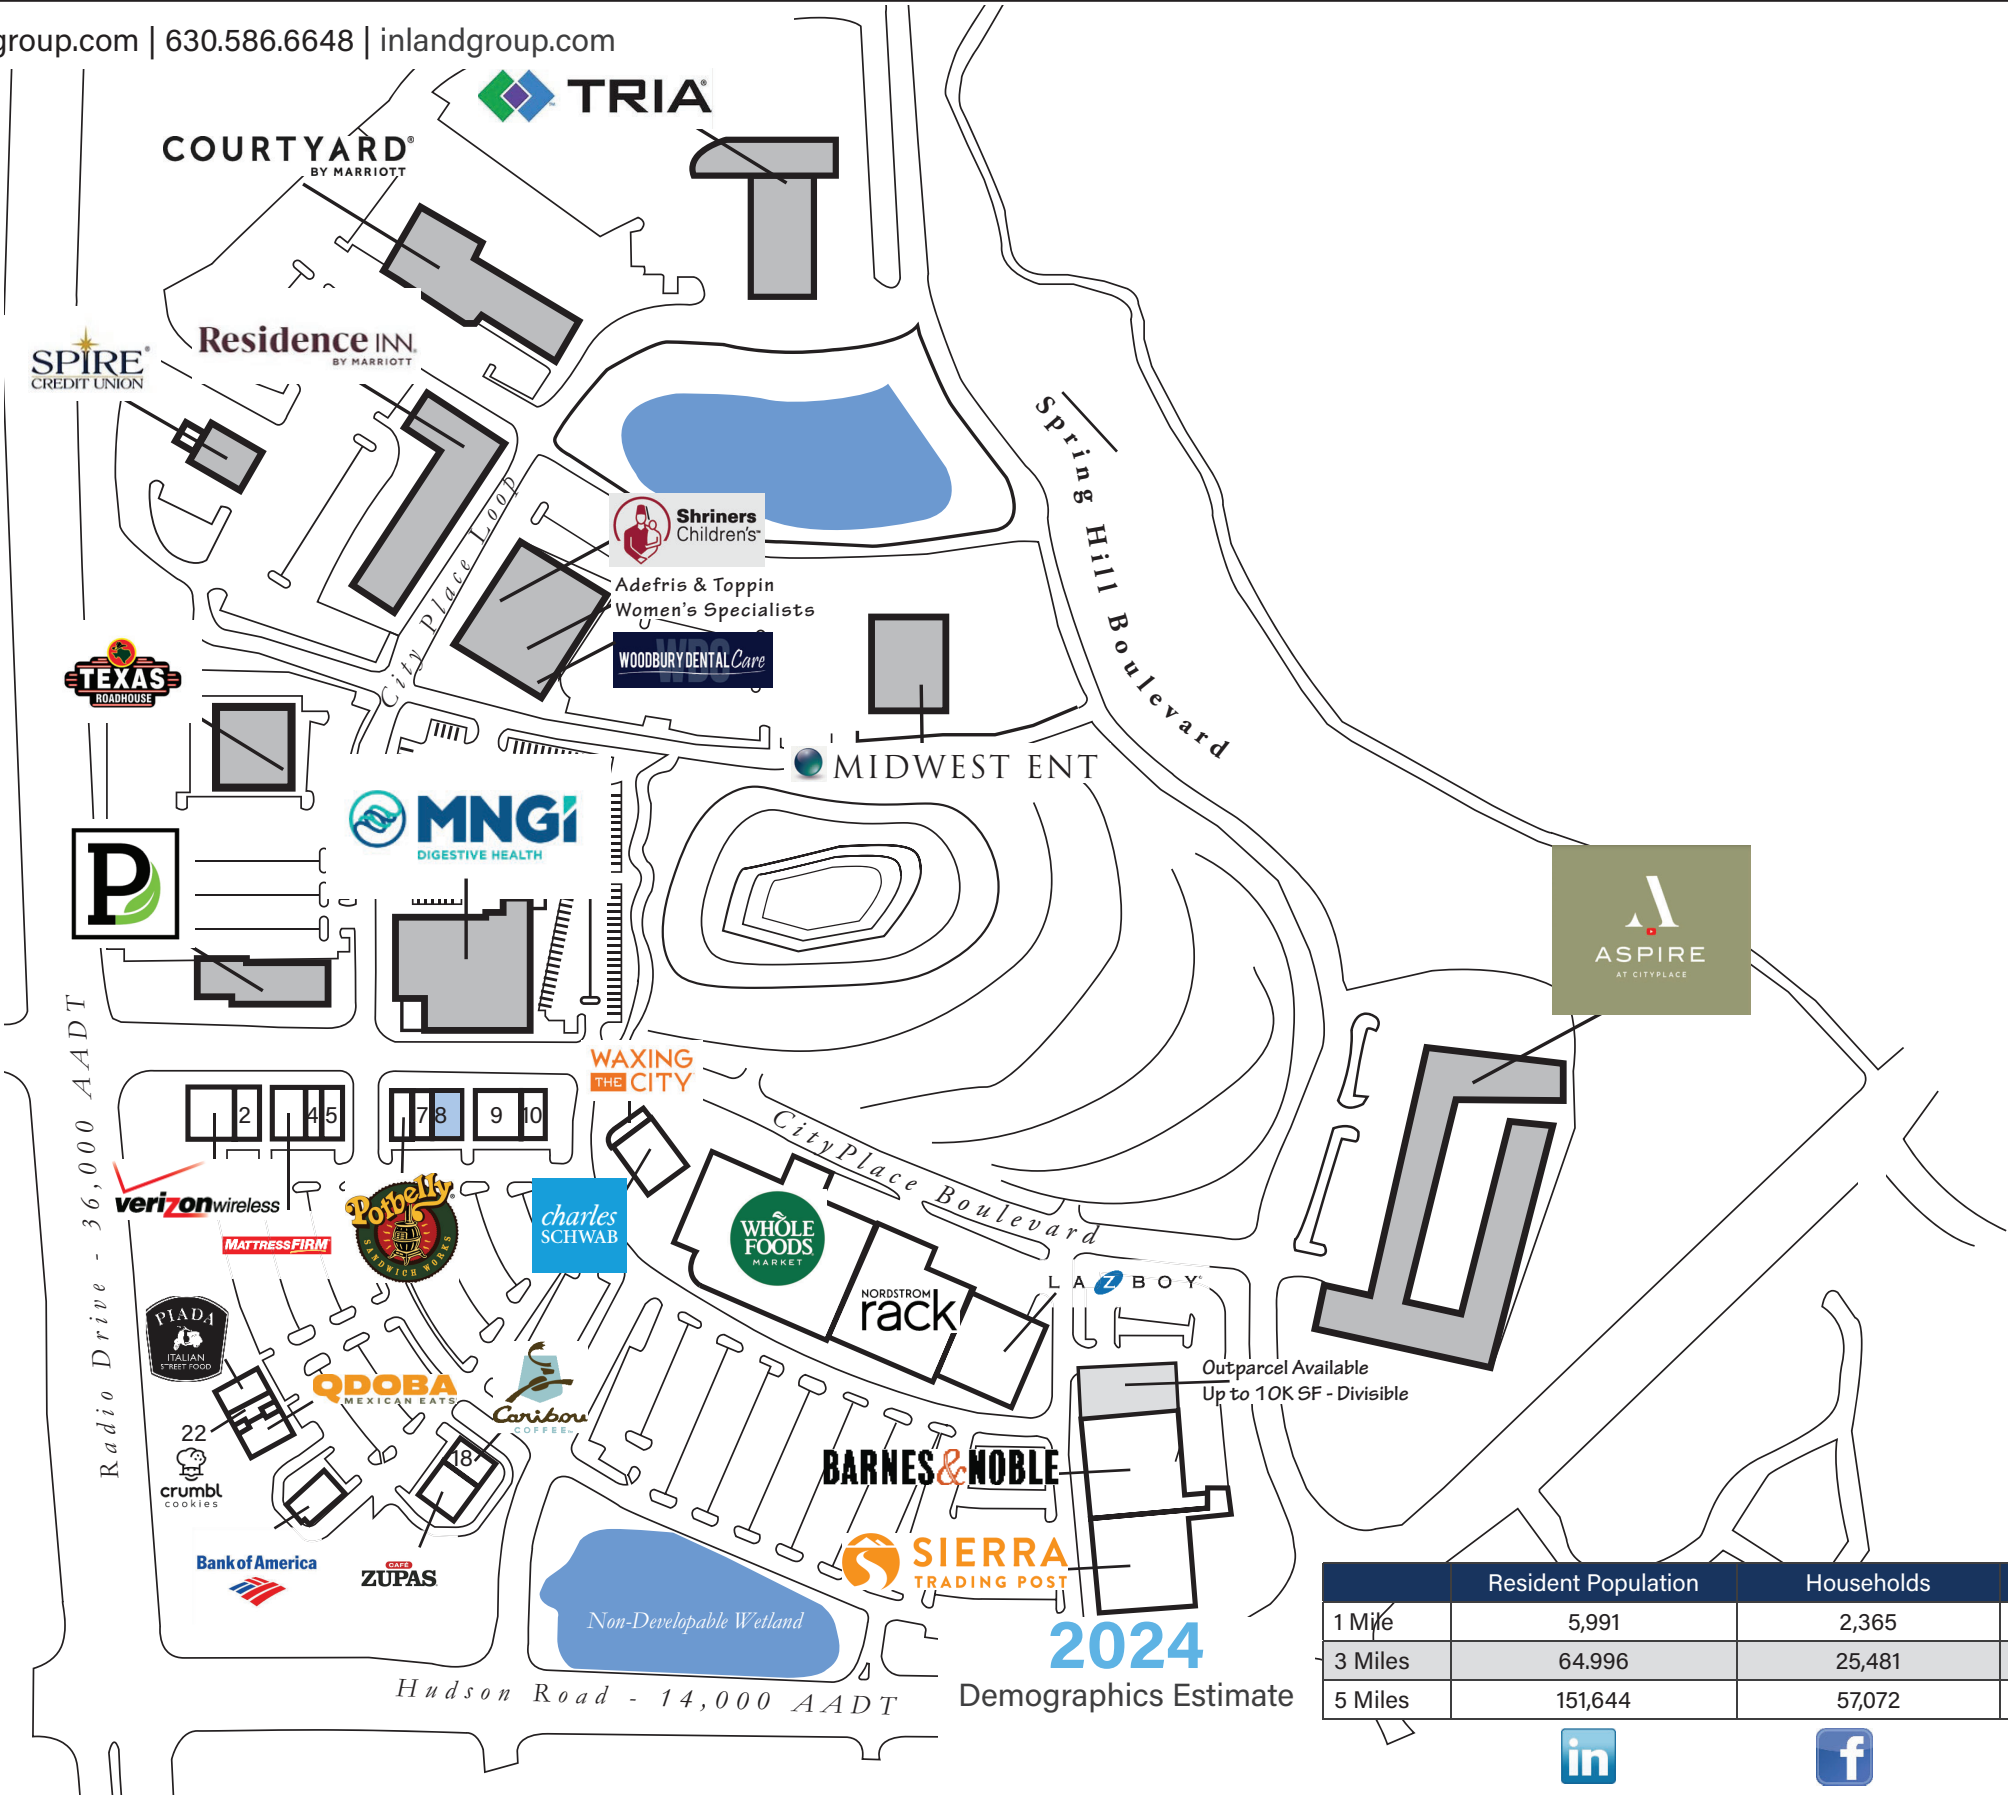 group.com | 630.586.6648 | inlandgroup.com
TRIA
COURTYARD®
BY MARRIOTT
Residence INN.
BY MARRIOTT
SPIRE®
CREDIT UNION
Spring Hill Boulevard
City Place Loop
Shriners
Children's™
Adefris & Toppin
Women's Specialists
WDC
WOODBURY DENTAL Care
TEXAS
ROADHOUSE
MIDWEST ENT
MNGI
DIGESTIVE HEALTH
P
A
ASPIRE
AT CITYPLACE
Radio Drive - 36,000 AADT
WAXING
THE CITY
2
4
5
7
8
9
10
CityPlace Boulevard
verizon wireless
MATTRESSFIRM
Potbelly
SANDWICH WORKS
charles
SCHWAB
WHOLE
FOODS
MARKET
NORDSTROM
rack
LA Z BOY
PIADA
ITALIAN
STREET FOOD
QDOBA
MEXICAN EATS
Caribou
COFFEE
Outparcel Available
Up to 10K SF - Divisible
22
crumbl
cookies
18
BARNES & NOBLE
Bank of America
CAFÉ
ZUPAS
SIERRA
TRADING POST
Non-Developable Wetland
Hudson Road - 14,000 AADT
2024
Demographics Estimate
Resident Population Households
1 Mile 5,991 2,365
3 Miles 64.996 25,481
5 Miles 151,644 57,072
in
f